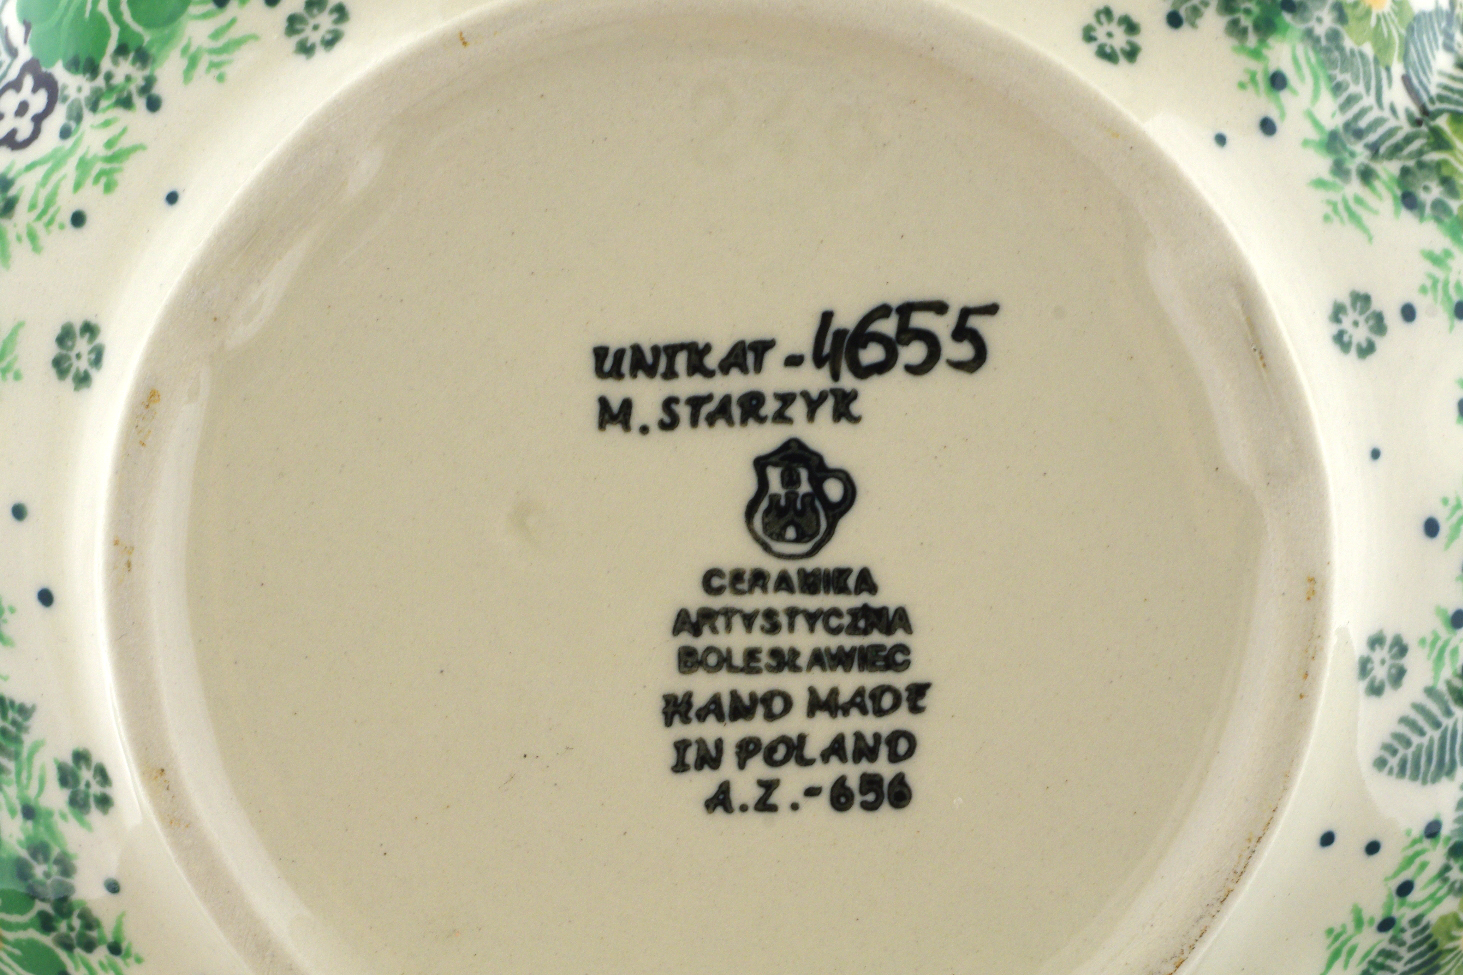 UNIKAT - 4655
M. STARZYK
CERAMIKA
ARTYSTYCZNA
BOLESŁAWIEC
HAND MADE
IN POLAND
A.Z.-656